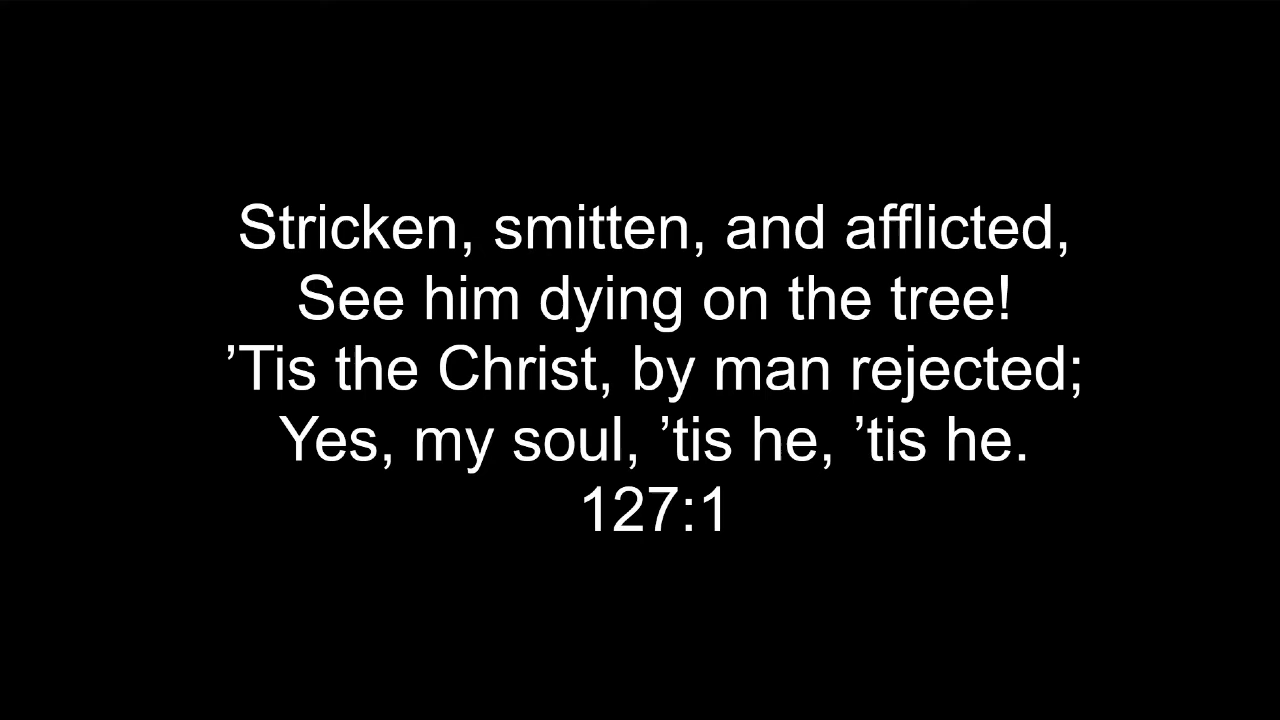 Stricken, smitten, and afflicted,
See him dying on the tree!
’Tis the Christ, by man rejected;
Yes, my soul, ’tis he, ’tis he.
127:1